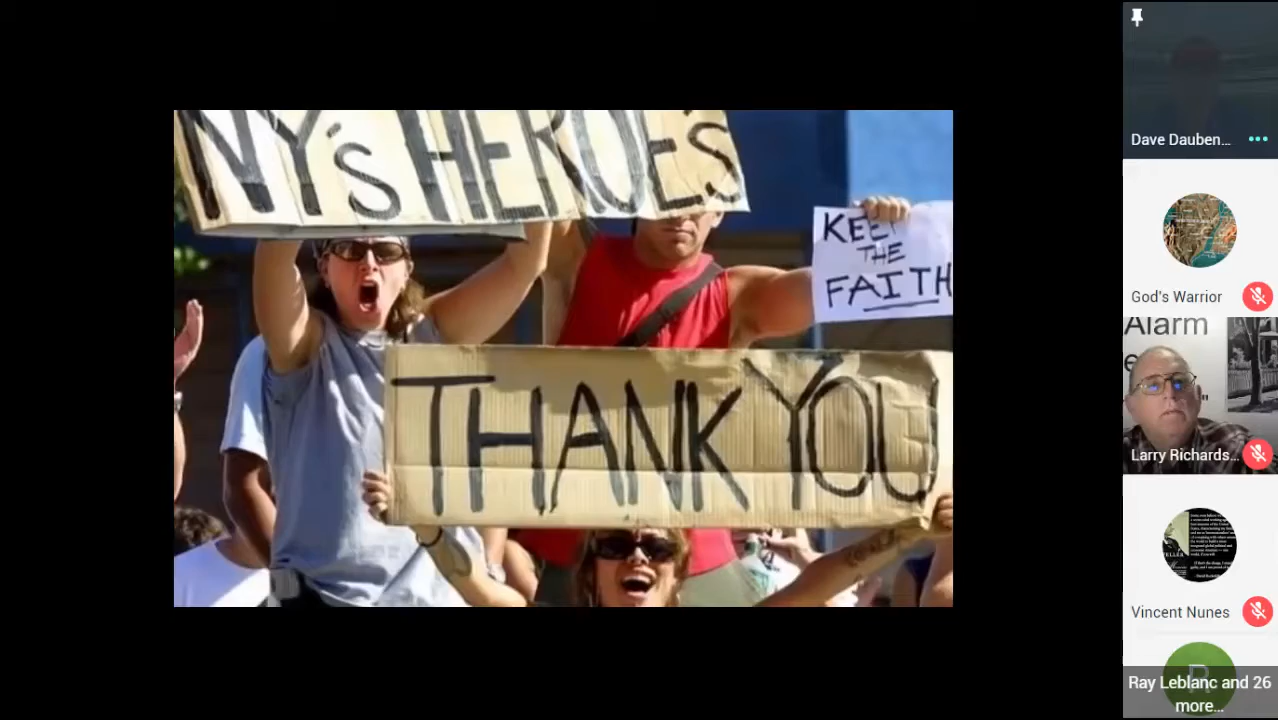 NY's HEROES
KEEP
THE
FAITH
THANK YOU
Dave Dauben...
God's Warrior
Alarm
Larry Richards...
Vincent Nunes
R
Ray Leblanc and 26
more...